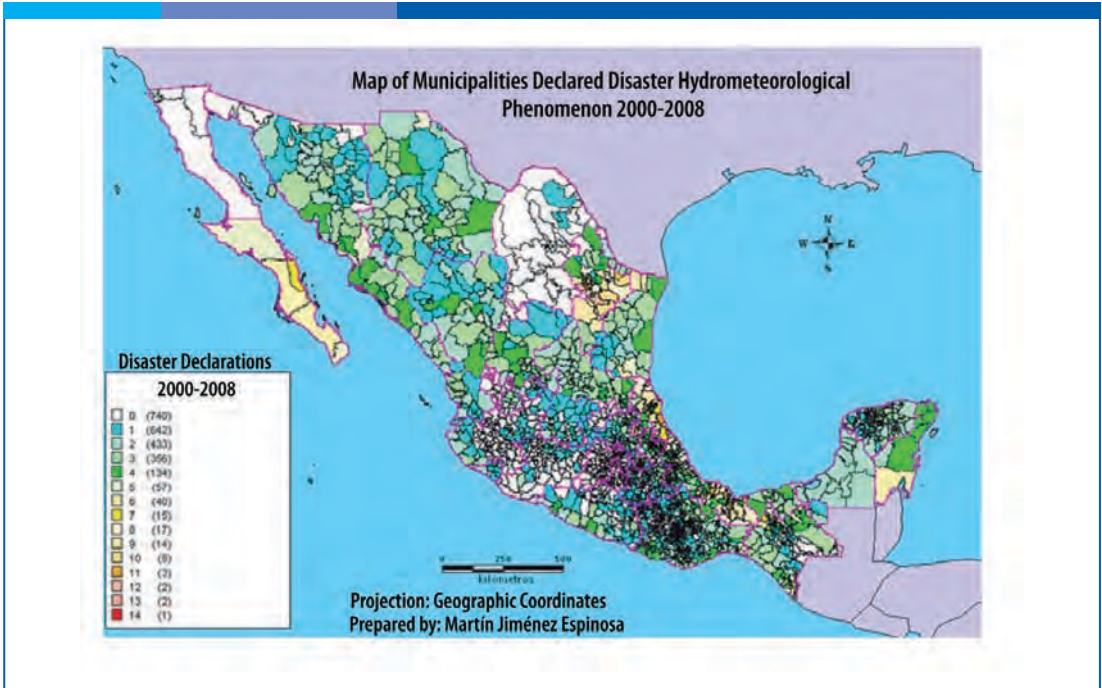 Map of Municipalities Declared Disaster Hydrometeorological
Phenomenon 2000-2008
N
W E
S
Disaster Declarations
2000-2008
0 (740)
1 (642)
2 (433)
3 (356)
4 (134)
5 (57)
6 (40)
7 (15)
8 (17)
9 (14)
10 (8)
11 (3)
12 (2)
13 (2)
14 (1)
0 250 500
kilometros
Projection: Geographic Coordinates
Prepared by: Martín Jiménez Espinosa